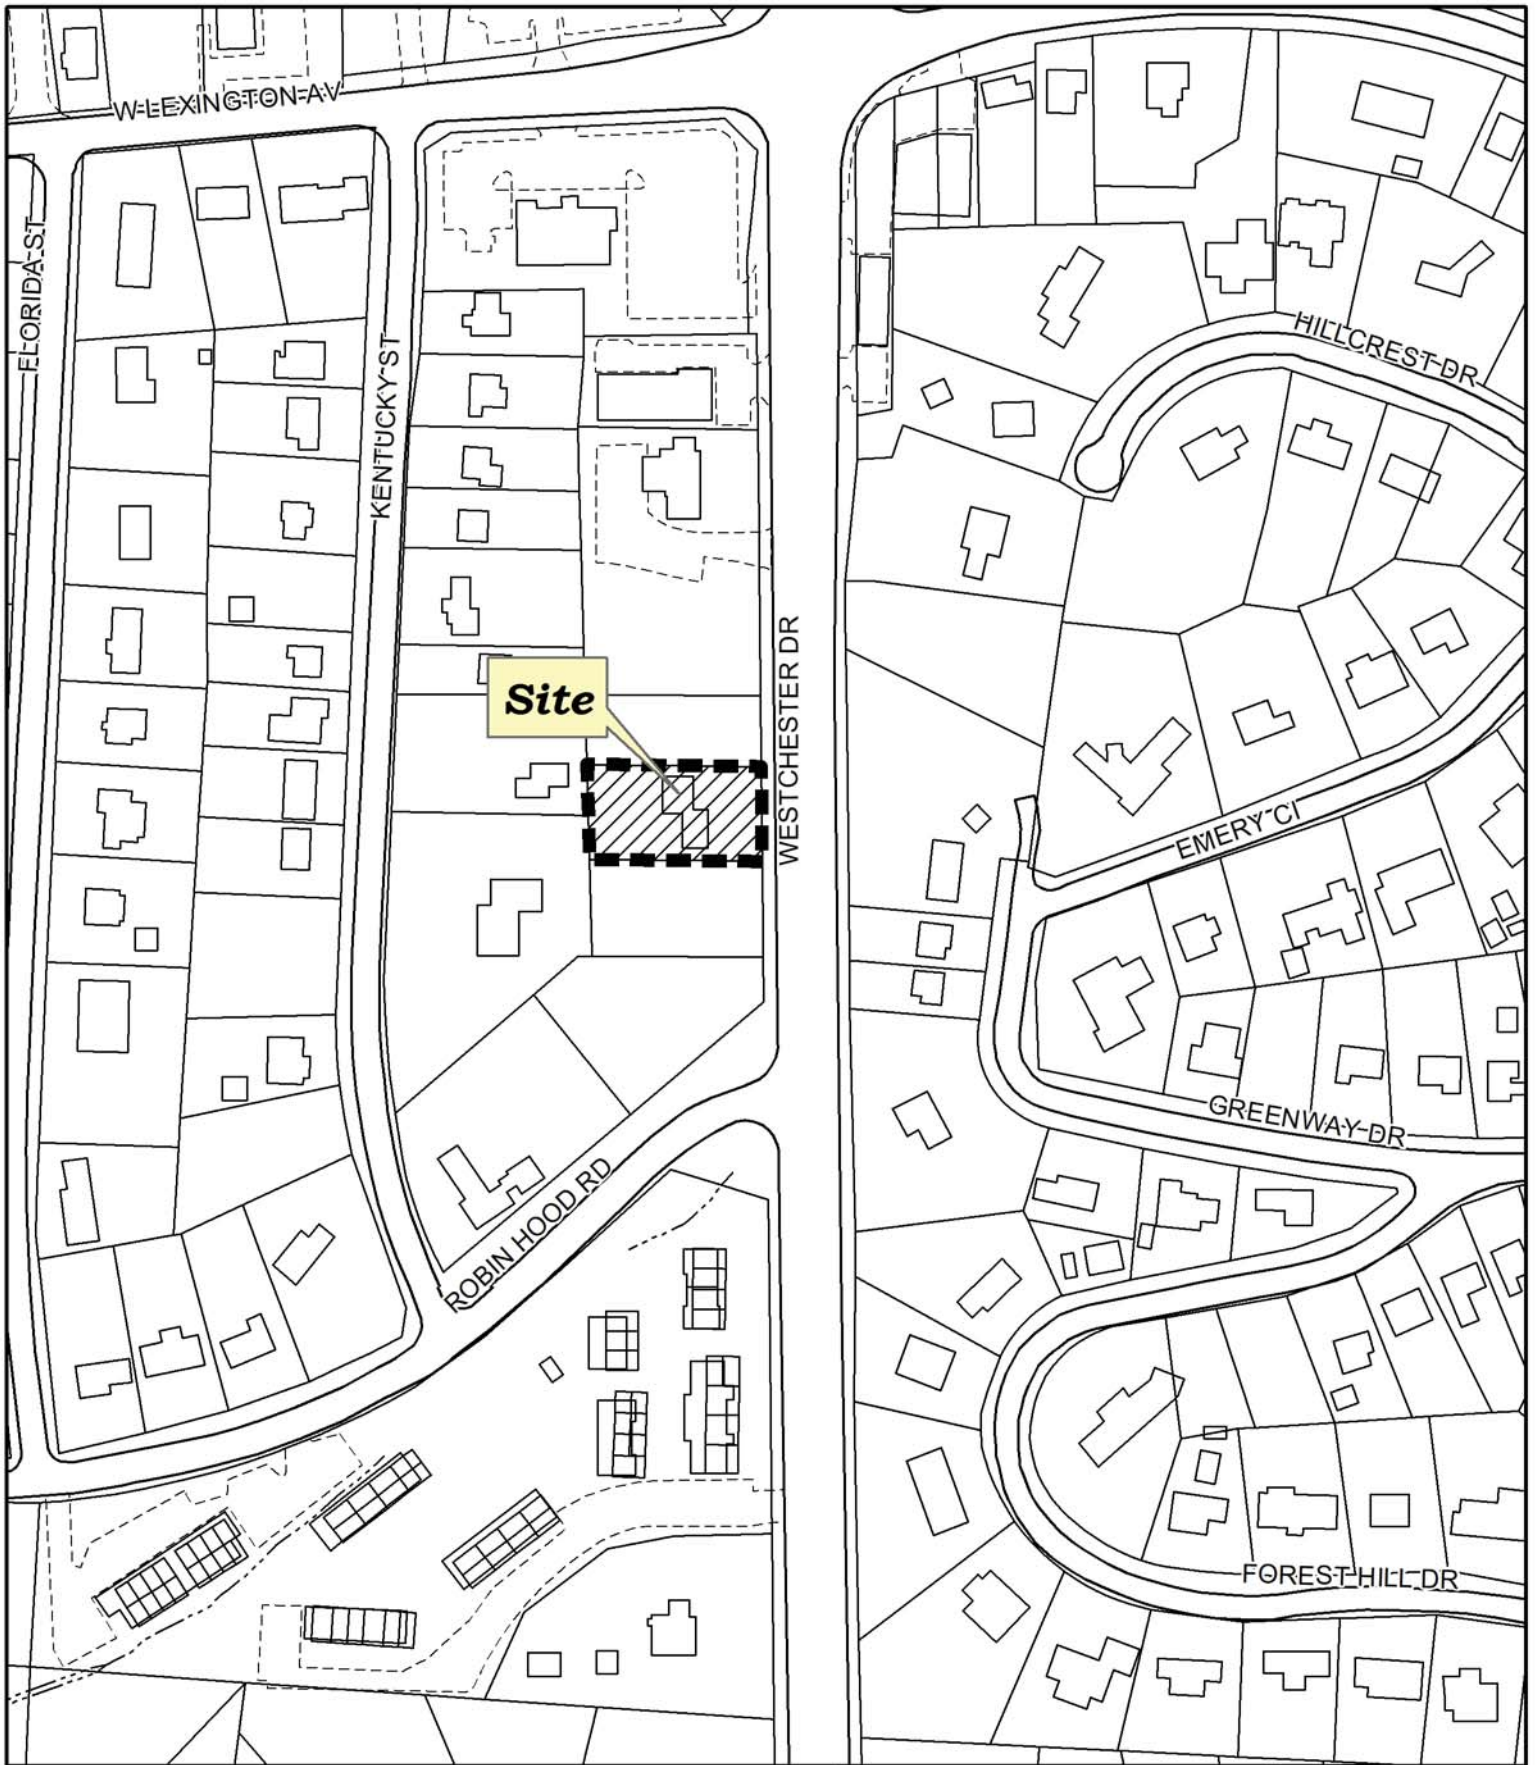 W LEXINGTON AV
FLORIDA ST
KENTUCKY ST
HILLCREST DR
WESTCHESTER DR
Site
EMERY CI
GREENWAY DR
ROBIN HOOD RD
FOREST HILL DR